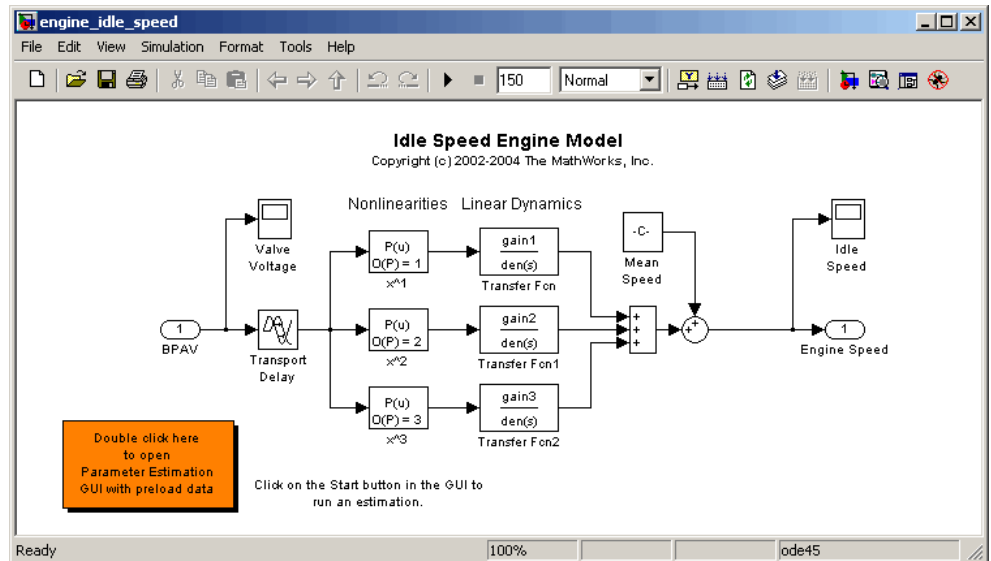 engine_idle_speed
File Edit View Simulation Format Tools Help
150 Normal
Idle Speed Engine Model
Copyright (c) 2002-2004 The MathWorks, Inc.
Nonlinearities Linear Dynamics
Valve
Voltage
P(u)
O(P) = 1
x^1
gain1
den(s)
Transfer Fcn
-C-
Mean
Speed
Idle
Speed
1
BPAV
Transport
Delay
P(u)
O(P) = 2
x^2
gain2
den(s)
Transfer Fcn1
+
+
+
+
+
1
Engine Speed
P(u)
O(P) = 3
x^3
gain3
den(s)
Transfer Fcn2
Double click here
to open
Parameter Estimation
GUI with preload data
Click on the Start button in the GUI to
run an estimation.
Ready 100% ode45